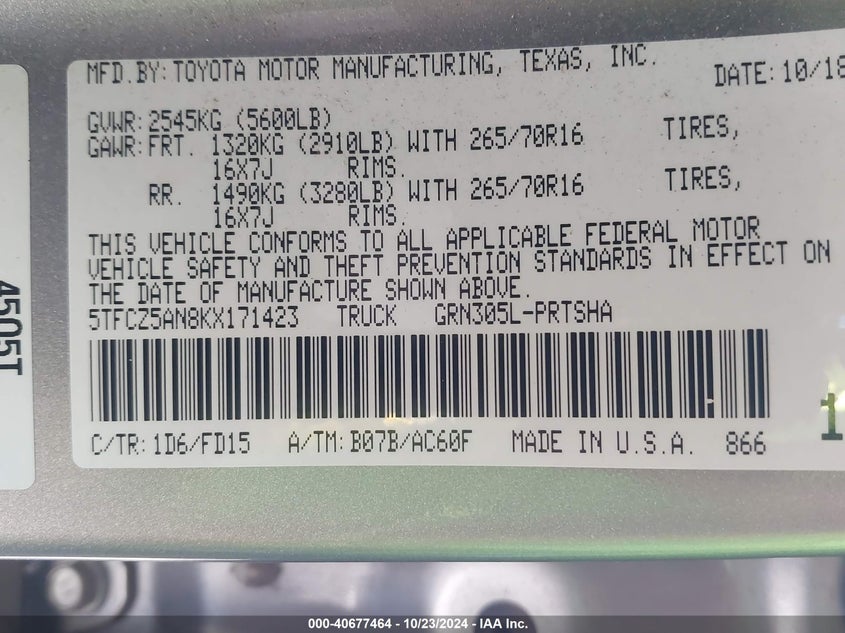 MFD.BY:TOYOTA MOTOR MANUFACTURING, TEXAS, INC. DATE:10/18
GVWR:2545KG (5600LB)
GAWR:FRT. 1320KG (2910LB) WITH 265/70R16 TIRES,
16X7J RIMS.
RR. 1490KG (3280LB) WITH 265/70R16 TIRES,
16X7J RIMS.
THIS VEHICLE CONFORMS TO ALL APPLICABLE FEDERAL MOTOR
VEHICLE SAFETY AND THEFT PREVENTION STANDARDS IN EFFECT ON
THE DATE OF MANUFACTURE SHOWN ABOVE.
5TFCZ5AN8KX171423 TRUCK GRN305L-PRTSHA
C/TR:1D6/FD15 A/TM:B07B/AC60F MADE IN U.S.A. 866
1
4505T
000-40677464 - 10/23/2024 - IAA Inc.